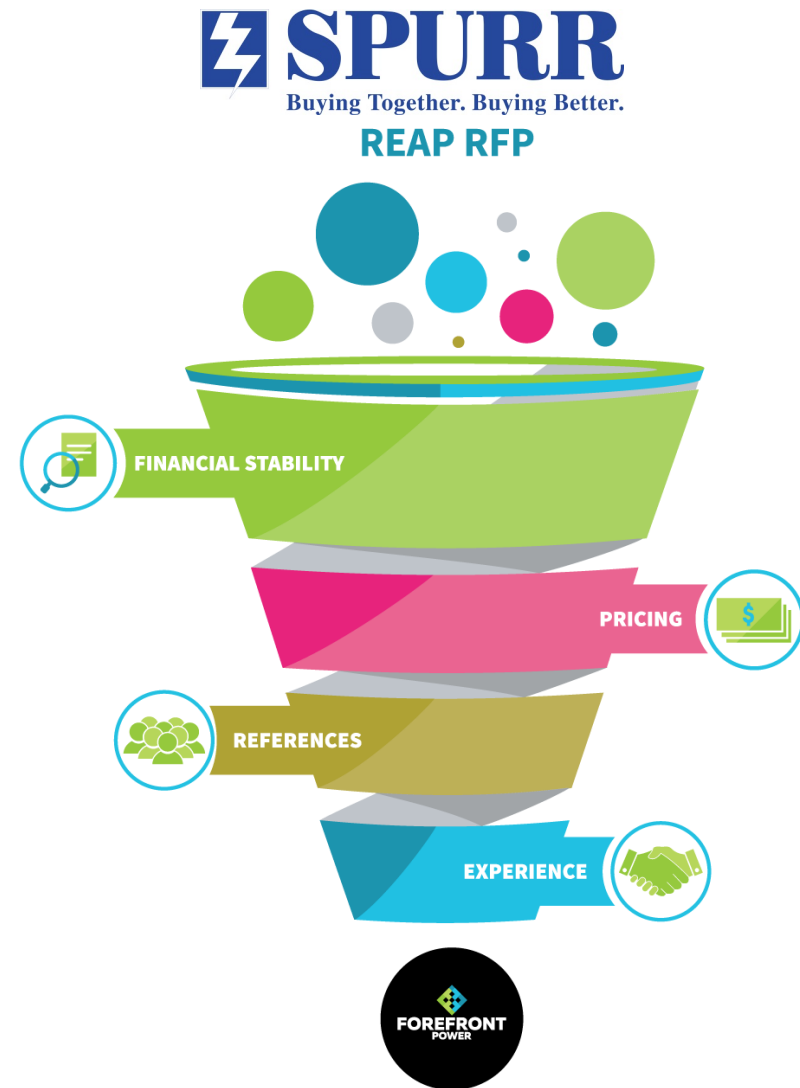 SPURR
Buying Together. Buying Better.
REAP RFP
FINANCIAL STABILITY
$
PRICING
REFERENCES
EXPERIENCE
FOREFRONT
POWER